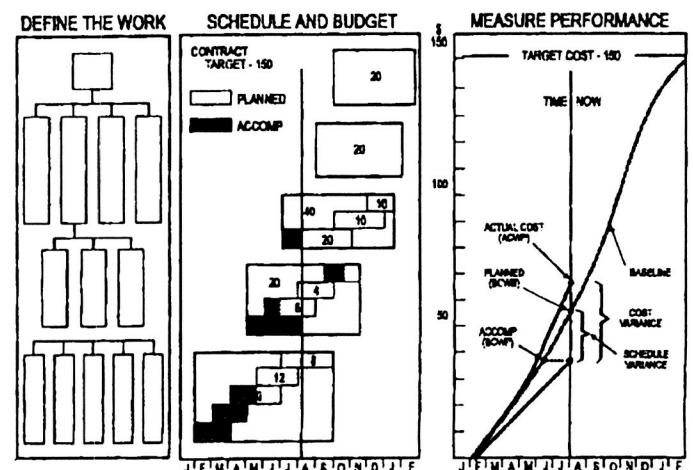 DEFINE THE WORK
SCHEDULE AND BUDGET
CONTRACT
TARGET - 150
PLANNED
ACCOMP
20
20
10
40
10
20
20
4
6
8
12
J F M A M J J A S O N D J F
MEASURE PERFORMANCE
$
150
TARGET COST - 150
TIME NOW
100
ACTUAL COST
(ACWP)
PLANNED
(BCWS)
BASELINE
50
COST
VARIANCE
ACCOMP
(BCWP)
SCHEDULE
VARIANCE
J F M A M J J A S O N D J F